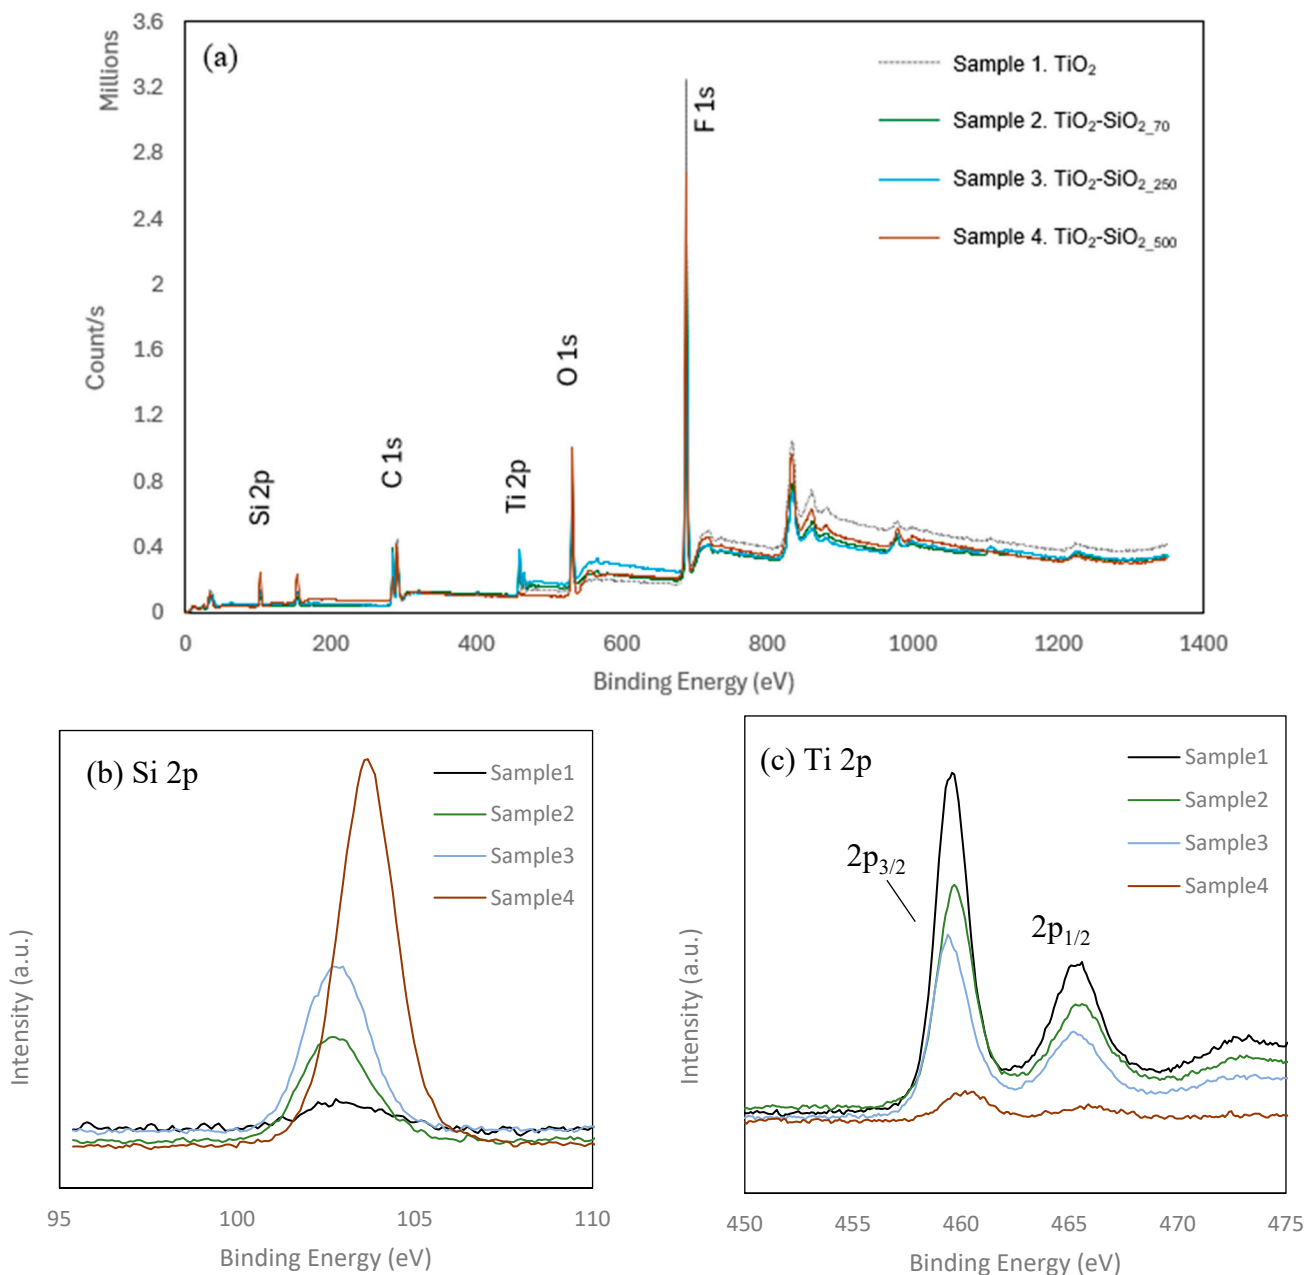 (a)
Millions
Count/s
3.6
3.2
2.8
2.4
2
1.6
1.2
0.8
0.4
0
Si 2p
C 1s
Ti 2p
O 1s
F 1s
Sample 1. TiO₂
Sample 2. TiO₂-SiO₂_₇₀
Sample 3. TiO₂-SiO₂_₂₅₀
Sample 4. TiO₂-SiO₂_₅₀₀
0 200 400 600 800 1000 1200 1400
Binding Energy (eV)
(b) Si 2p
Sample1
Sample2
Sample3
Sample4
Intensity (a.u.)
95 100 105 110
Binding Energy (eV)
(c) Ti 2p
Sample1
Sample2
Sample3
Sample4
2p₃/₂
2p₁/₂
Intensity (a.u.)
450 455 460 465 470 475
Binding Energy (eV)